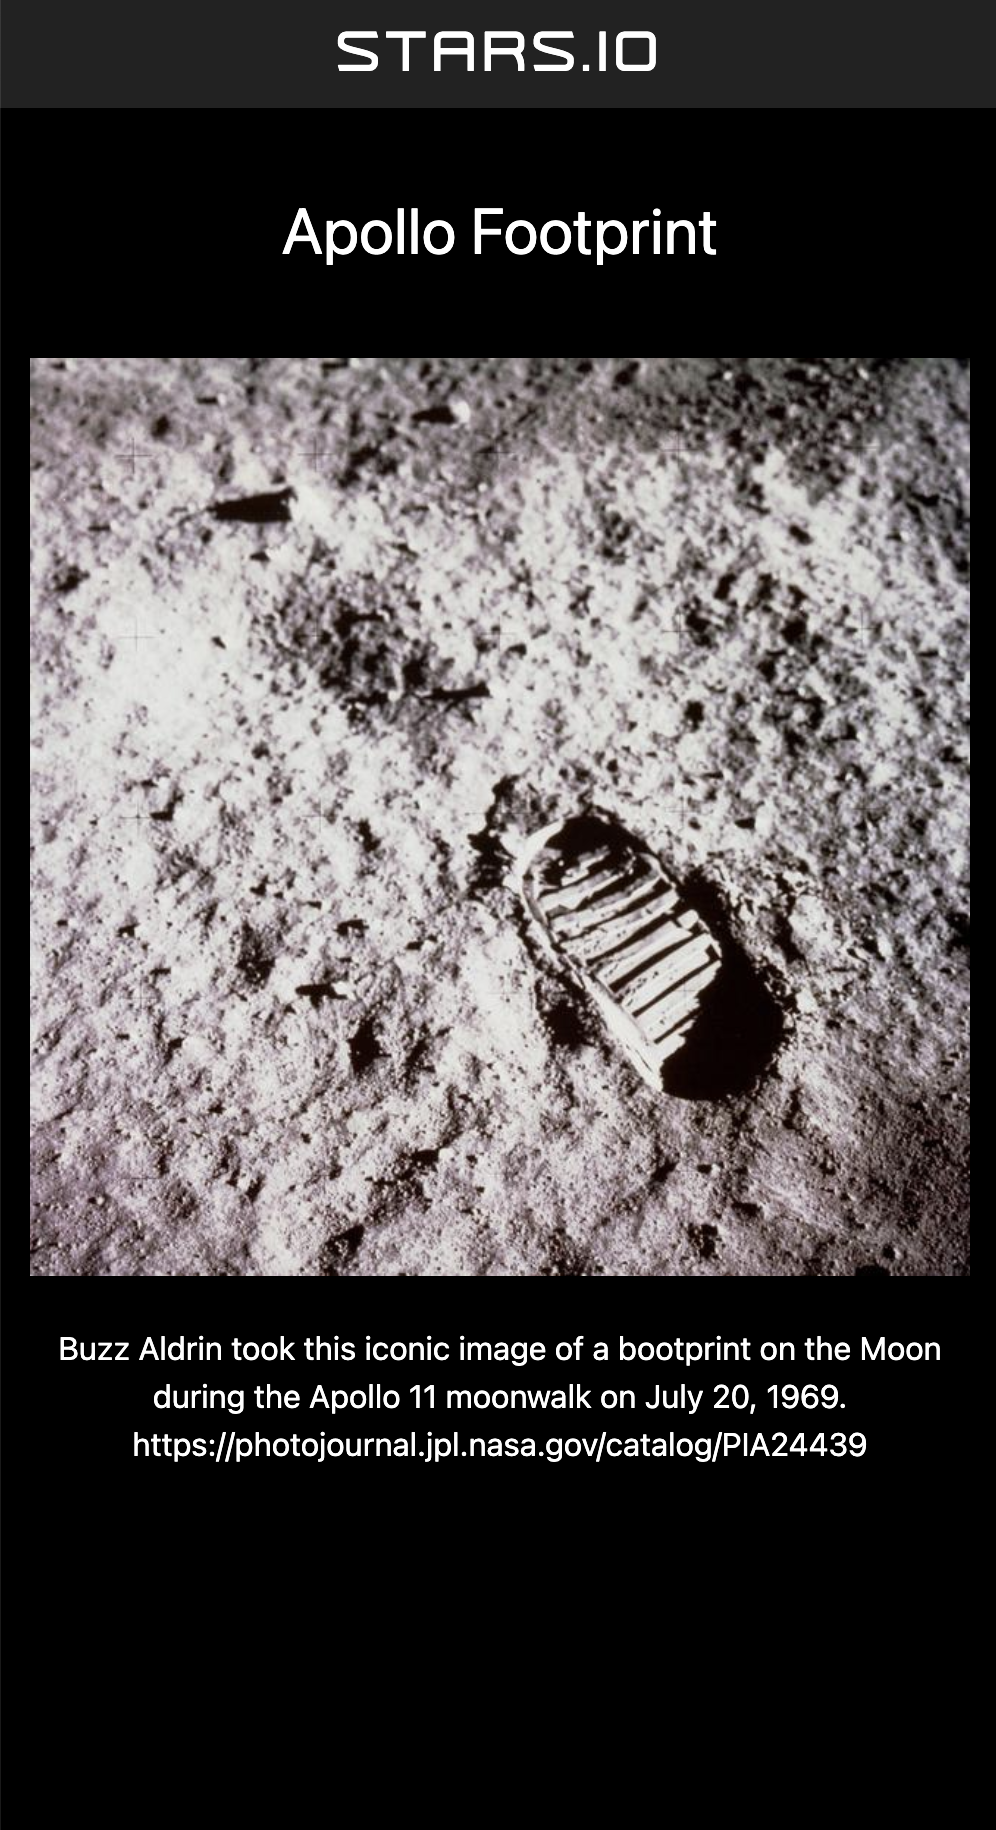 STARS.IO
Apollo Footprint
Buzz Aldrin took this iconic image of a bootprint on the Moon
during the Apollo 11 moonwalk on July 20, 1969.
https://photojournal.jpl.nasa.gov/catalog/PIA24439